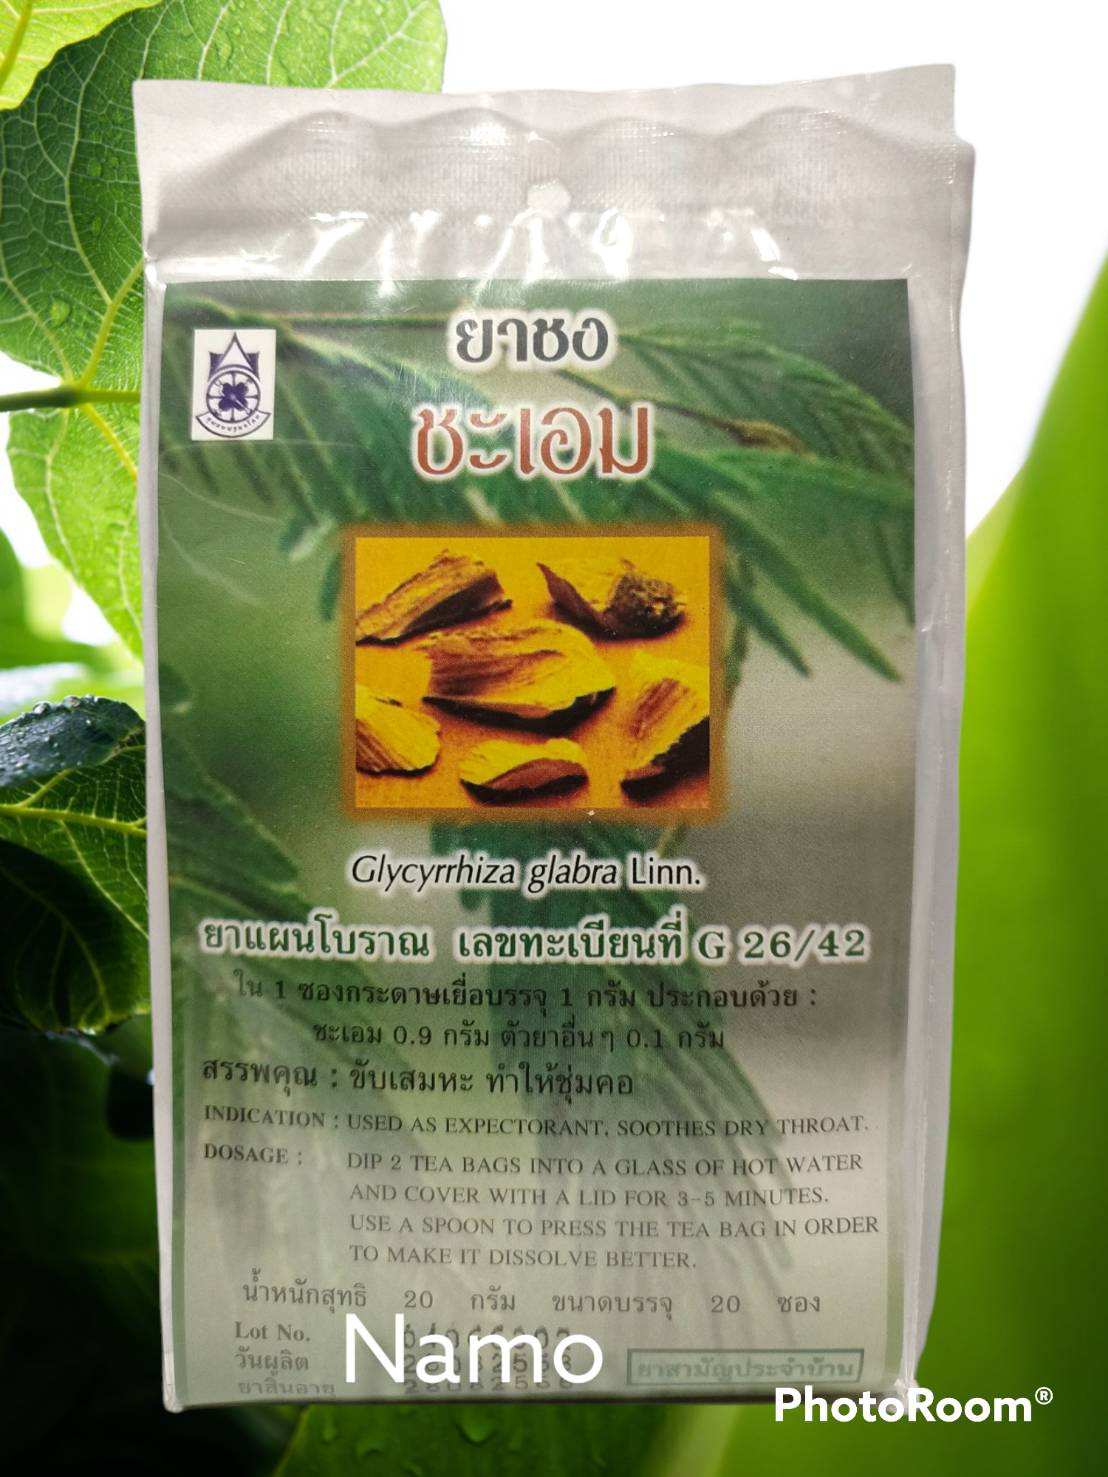 ยาชง
ชะเอม
Glycyrrhiza glabra Linn.
ยาแผนโบราณ เลขทะเบียนที่ G 26/42
ใน 1 ซองกระดาษเยื่อบรรจุ 1 กรัม ประกอบด้วย :
ชะเอม 0.9 กรัม ตัวยาอื่นๆ 0.1 กรัม
สรรพคุณ : ขับเสมหะ ทำให้ชุ่มคอ
INDICATION : USED AS EXPECTORANT, SOOTHES DRY THROAT.
DOSAGE : DIP 2 TEA BAGS INTO A GLASS OF HOT WATER
AND COVER WITH A LID FOR 3-5 MINUTES.
USE A SPOON TO PRESS THE TEA BAG IN ORDER
TO MAKE IT DISSOLVE BETTER.
น้ำหนักสุทธิ 20 กรัม ขนาดบรรจุ 20 ซอง
Lot No.
วันผลิต
ยาสิ้นอายุ
Namo
ยาสามัญประจำบ้าน
PhotoRoom®